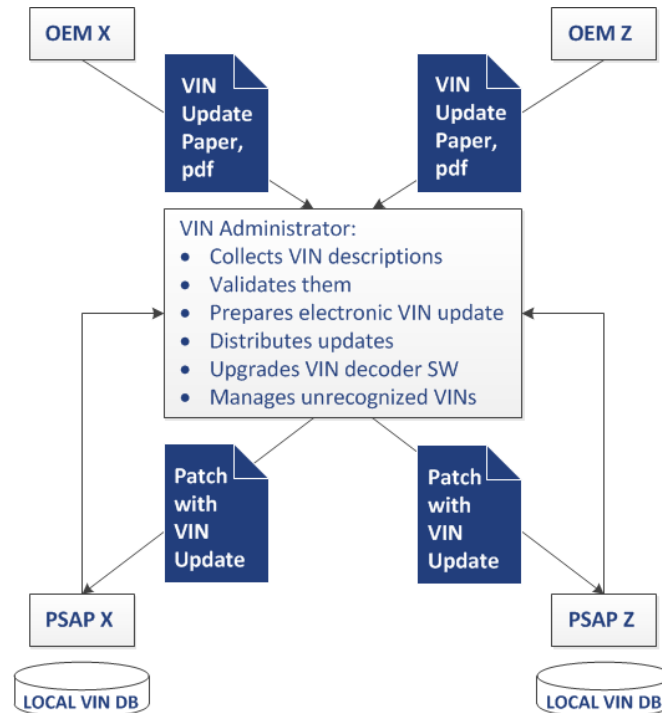 OEM X
OEM Z
VIN
Update
Paper,
pdf
VIN
Update
Paper,
pdf
VIN Administrator:
• Collects VIN descriptions
• Validates them
• Prepares electronic VIN update
• Distributes updates
• Upgrades VIN decoder SW
• Manages unrecognized VINs
Patch
with
VIN
Update
Patch
with
VIN
Update
PSAP X
PSAP Z
LOCAL VIN DB
LOCAL VIN DB